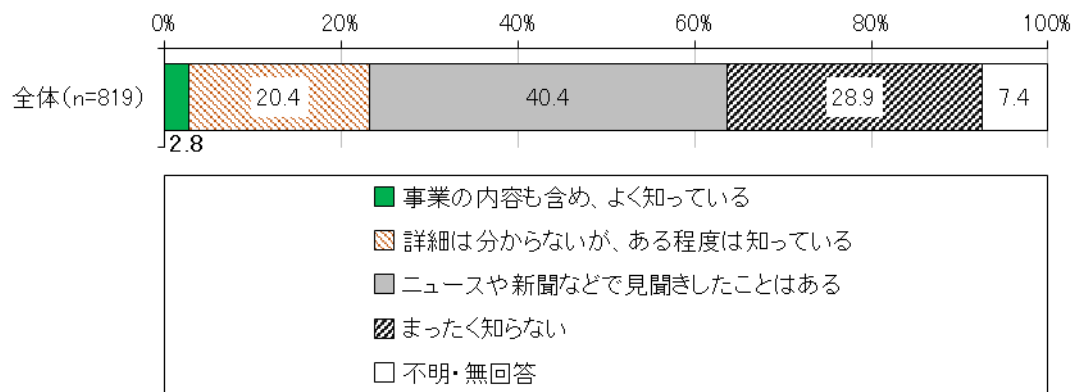 0% 20% 40% 60% 80% 100%
全体(n=819) 20.4 40.4 28.9 7.4
2.8
事業の内容も含め、よく知っている
詳細は分からないが、ある程度は知っている
ニュースや新聞などで見聞きしたことはある
まったく知らない
不明・無回答